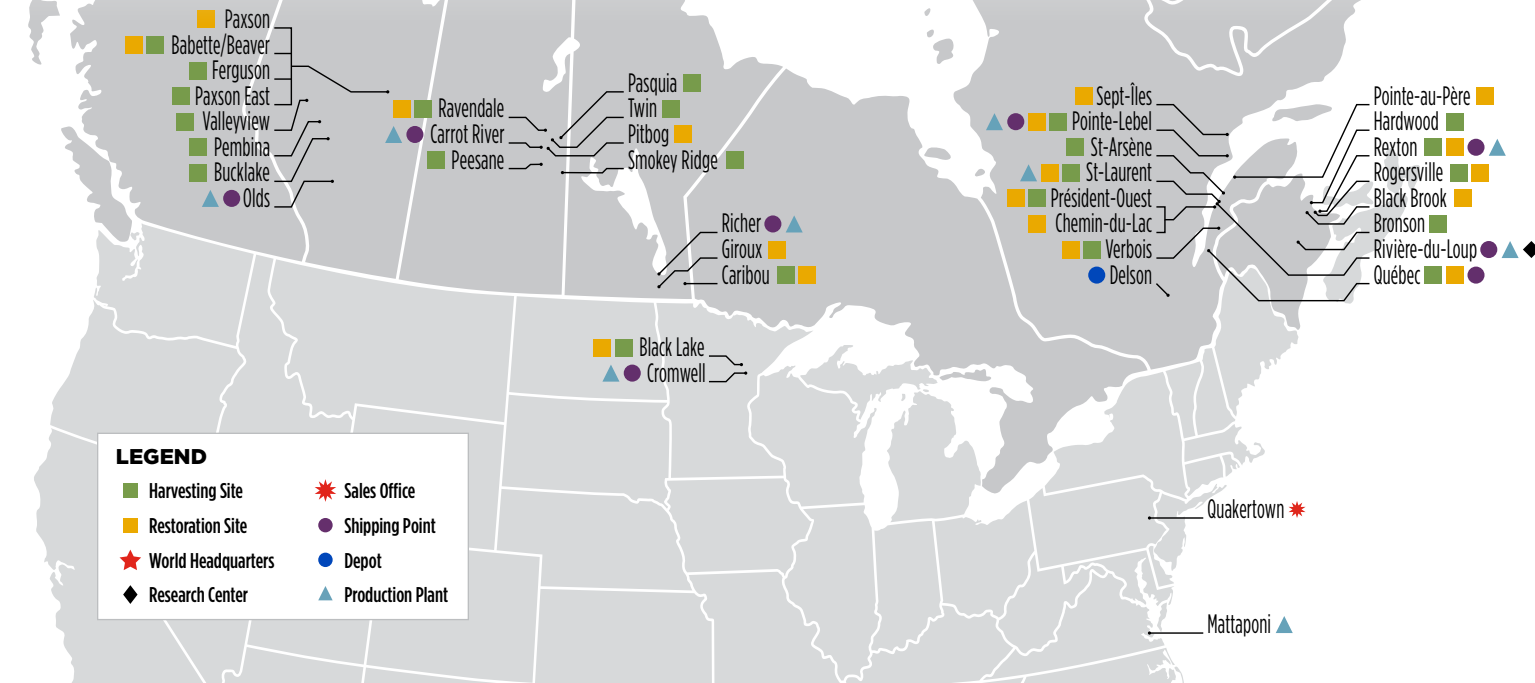 Paxson
Babette/Beaver
Ferguson
Paxson East
Valleyview
Pembina
Bucklake
Olds
Ravendale
Carrot River
Peesane
Pasquia
Twin
Pitbog
Smokey Ridge
Richer
Giroux
Caribou
Black Lake
Cromwell
Sept-Îles
Pointe-Lebel
St-Arsène
St-Laurent
Président-Ouest
Chemin-du-Lac
Verbois
Delson
Pointe-au-Père
Hardwood
Rexton
Rogersville
Black Brook
Bronson
Rivière-du-Loup
Québec
Quakertown
Mattaponi
LEGEND
Harvesting Site
Restoration Site
World Headquarters
Research Center
Sales Office
Shipping Point
Depot
Production Plant